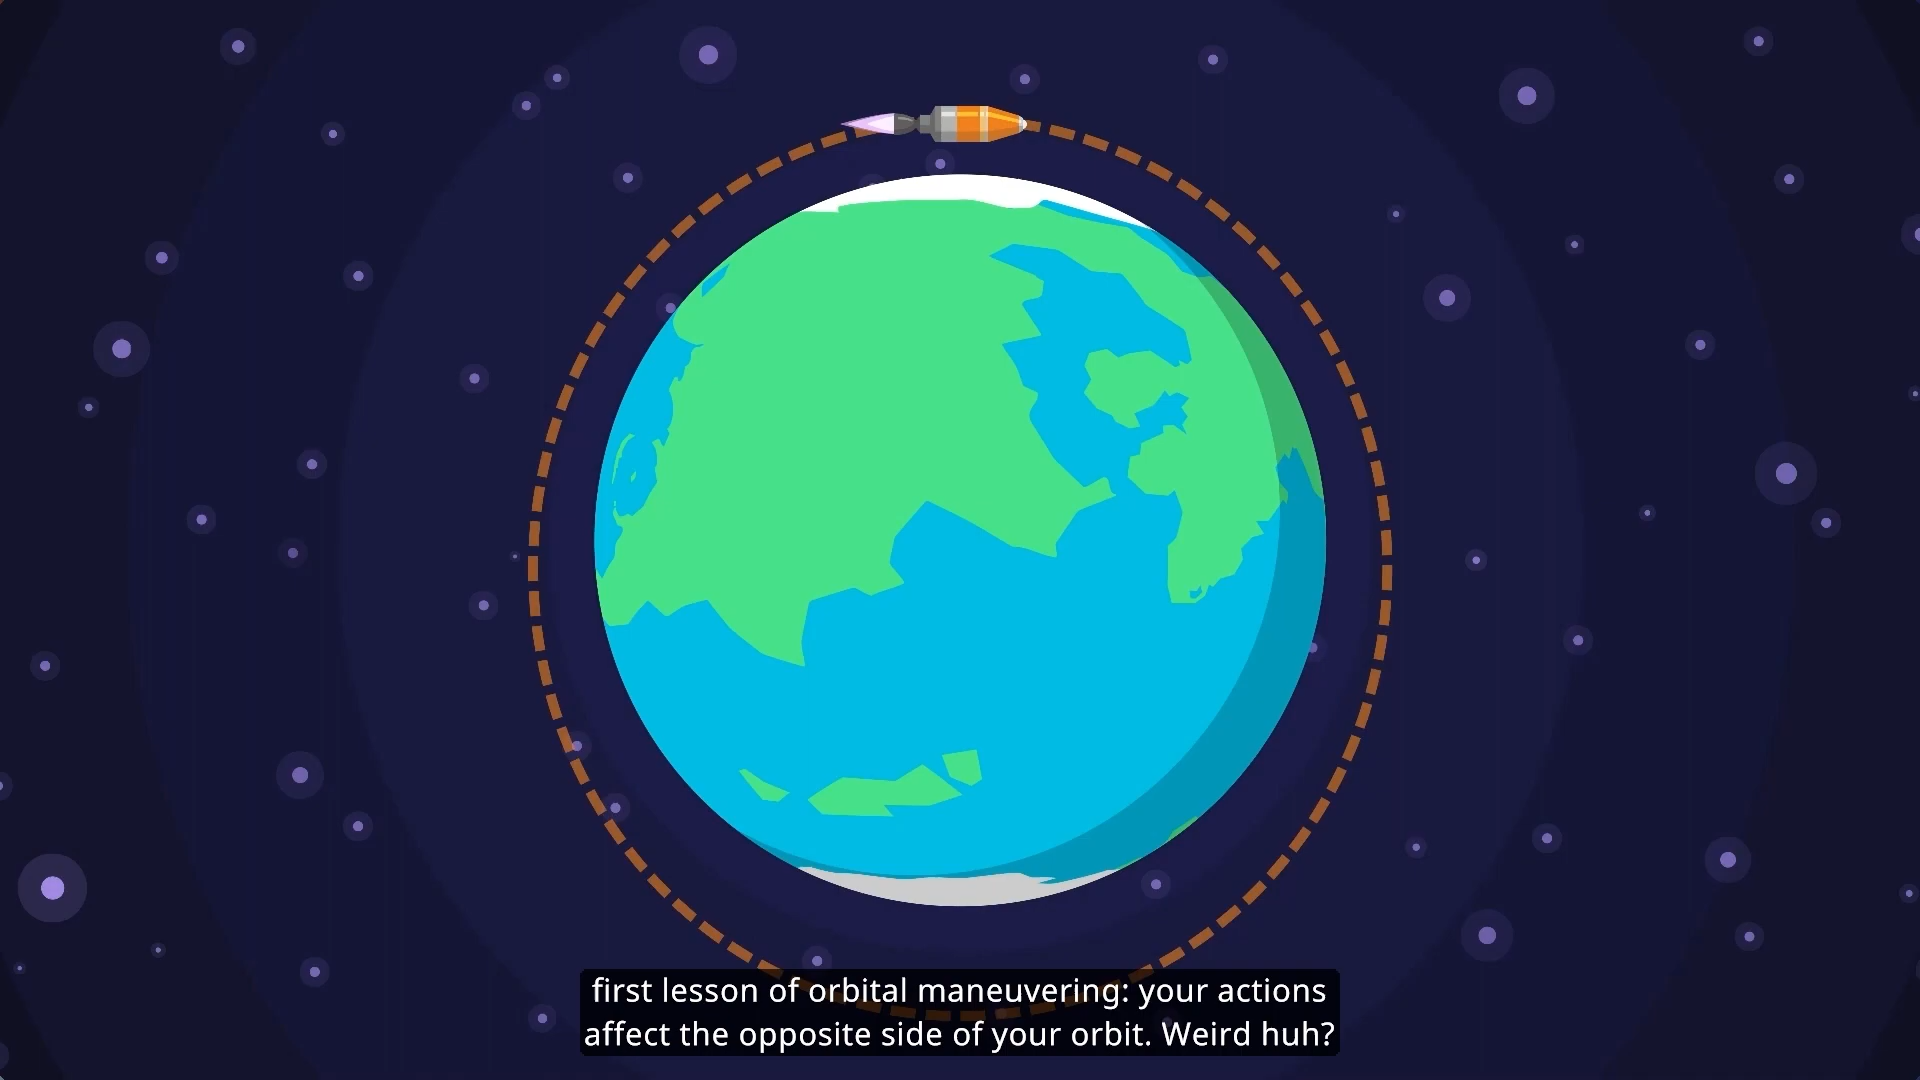 first lesson of orbital maneuvering: your actions
affect the opposite side of your orbit. Weird huh?